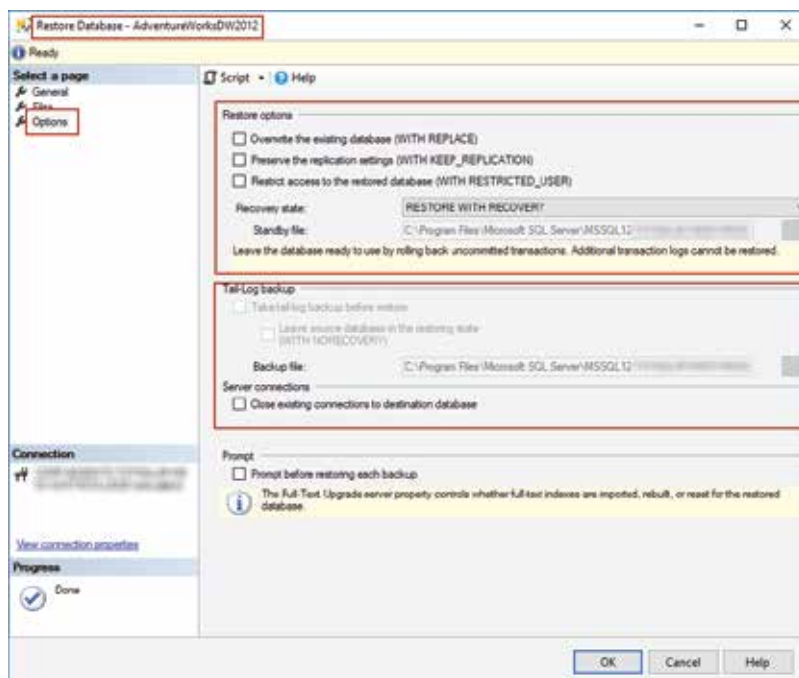 Restore Database - AdventureWorksDW2012
Ready
Select a page
General
Files
Options
Script
Help
Restore options
Overwrite the existing database (WITH REPLACE)
Preserve the replication settings (WITH KEEP_REPLICATION)
Restrict access to the restored database (WITH RESTRICTED_USER)
Recovery state: RESTORE WITH RECOVERY
Standby file: C:\Program Files\Microsoft SQL Server\MSSQL12
Leave the database ready to use by rolling back uncommitted transactions. Additional transaction logs cannot be restored.
Tail-Log backup
Take tail-log backup before restore
Leave source database in the restoring state
(WITH NORECOVERY)
Backup file: C:\Program Files\Microsoft SQL Server\MSSQL12
Server connections
Close existing connections to destination database
Connection
View connection properties
Progress
Done
Prompt
Prompt before restoring each backup
The Full-Text Upgrade server property controls whether full-text indexes are imported, rebuilt, or reset for the restored
database.
OK
Cancel
Help